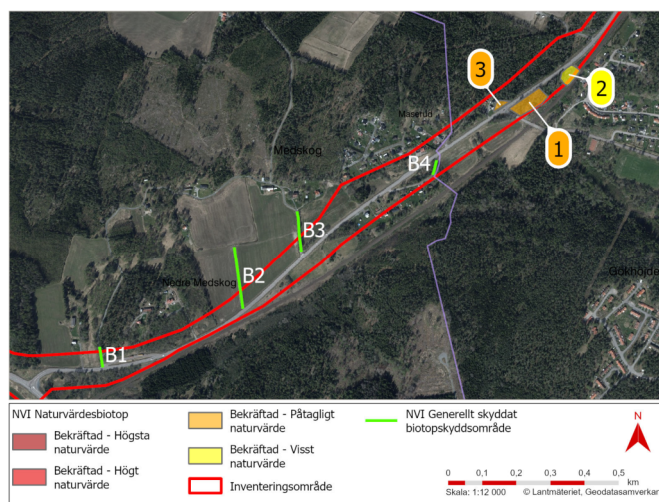 3
2
Maserud
1
Medskog
B4
B3
B2
Nedre Medskog
Gökhöjden
B1
NVI Naturvärdesbiotop
Bekräftad - Högsta
naturvärde
Bekräftad - Högt
naturvärde
Bekräftad - Påtagligt
naturvärde
Bekräftad - Visst
naturvärde
Inventeringsområde
NVI Generellt skyddat
biotopskyddsområde
N
0 0,1 0,2 0,3 0,4 0,5
km
Skala: 1:12 000 © Lantmäteriet, Geodatasamverkan